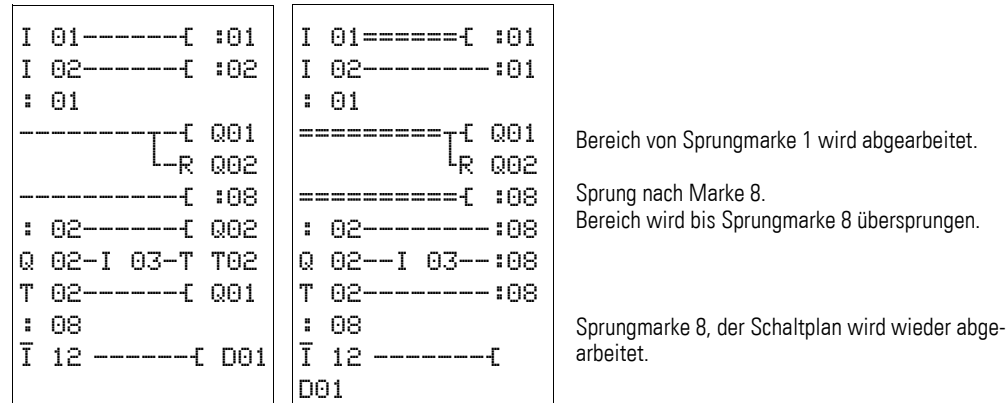 I 01------[ :01
I 02------[ :02
: 01
---------┬-[ Q01
└-R Q02
----------[ :08
: 02------[ Q02
Q 02-I 03-T T02
T 02------[ Q01
: 08
Ī 12 ------[ D01
I 01======[ :01
I 02--------:01
: 01
=========┬[ Q01
└R Q02
==========[ :08
: 02--------:08
Q 02--I 03--:08
T 02--------:08
: 08
Ī 12 -------[
D01
Bereich von Sprungmarke 1 wird abgearbeitet.
Sprung nach Marke 8.
Bereich wird bis Sprungmarke 8 übersprungen.
Sprungmarke 8, der Schaltplan wird wieder abge-
arbeitet.